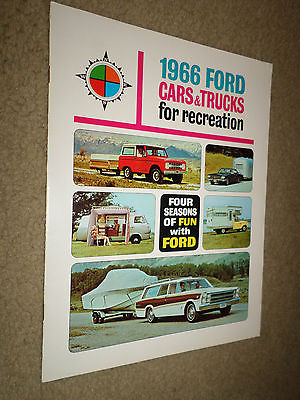 1966 FORD
CARS & TRUCKS
for recreation
FOUR
SEASONS
OF FUN
with
FORD